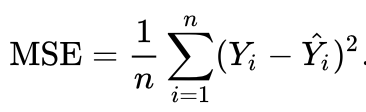 MSE = \frac{1}{n} \sum_{i=1}^{n} (Y_i - \hat{Y}_i)^2.